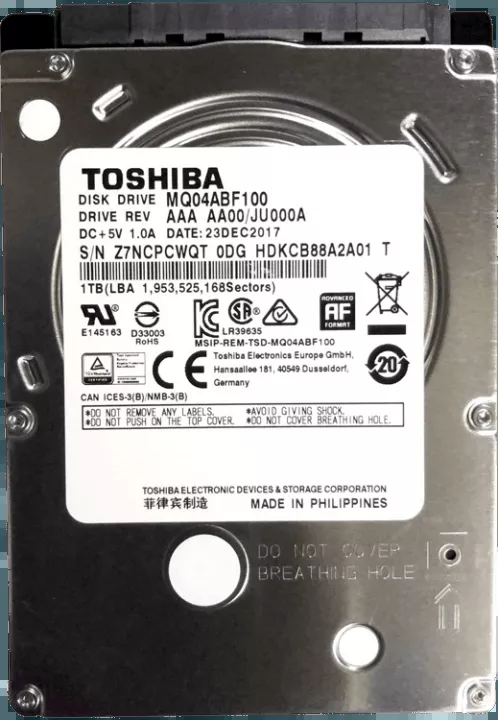 TOSHIBA
DISK DRIVE MQ04ABF100
DRIVE REV AAA AA00/JU000A
DC+5V 1.0A DATE:23DEC2017
S/N Z7NCPCWQT 0DG HDKCB88A2A01 T
1TB(LBA 1,953,525,168Sectors)
E145163
D33003
RoHS
LR39635
ADVANCED
AF
FORMAT
MSIP-REM-TSD-MQ04ABF100
Toshiba Electronics Europe GmbH,
Hansaallee 181, 40549 Dusseldorf,
Germany
20
CAN ICES-3(B)/NMB-3(B)
*DO NOT REMOVE ANY LABELS. *AVOID GIVING SHOCK.
*DO NOT PUSH ON THE TOP COVER. *DO NOT COVER BREATHING HOLE.
TOSHIBA ELECTRONIC DEVICES & STORAGE CORPORATION
菲律宾制造 MADE IN PHILIPPINES
DO NOT COVER
BREATHING HOLE